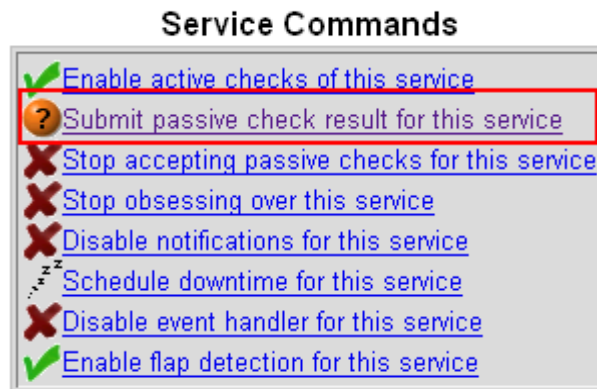 Service Commands
Enable active checks of this service
Submit passive check result for this service
Stop accepting passive checks for this service
Stop obsessing over this service
Disable notifications for this service
zzz
Schedule downtime for this service
Disable event handler for this service
Enable flap detection for this service